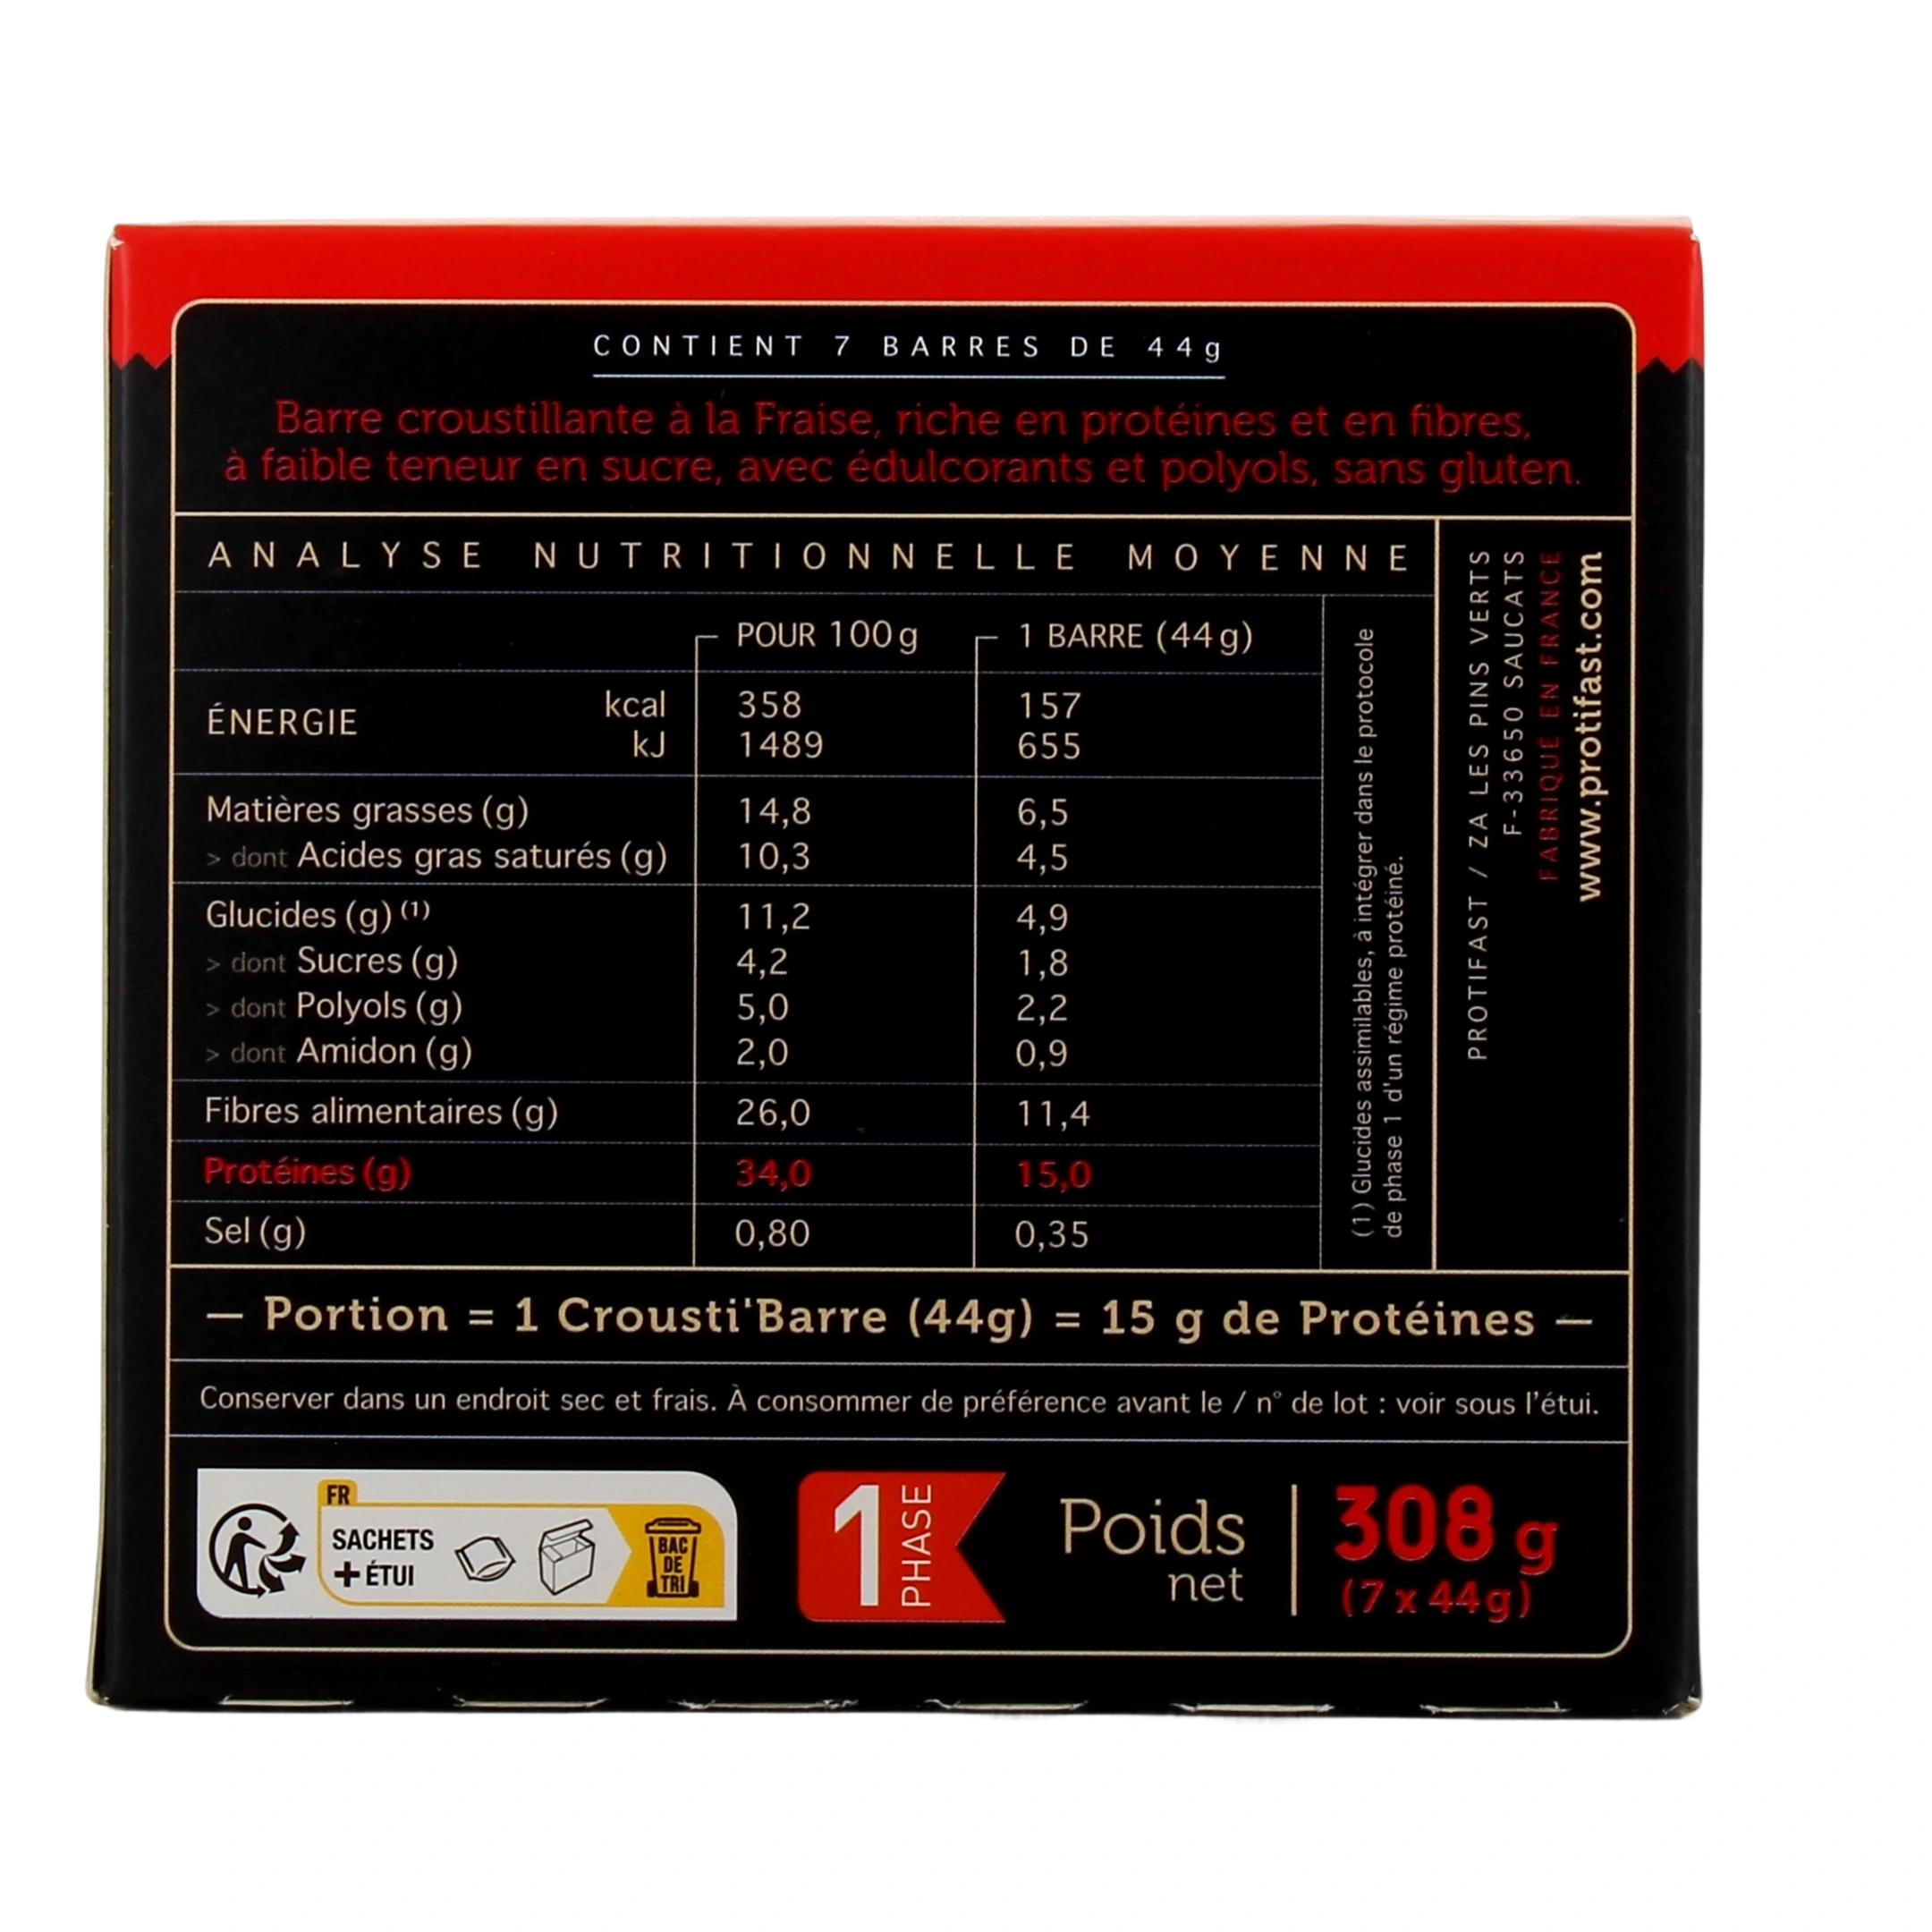 CONTIENT 7 BARRES DE 44g
Barre croustillante à la Fraise, riche en protéines et en fibres,
à faible teneur en sucre, avec édulcorants et polyols, sans gluten.
ANALYSE NUTRITIONNELLE MOYENNE
POUR 100g 1 BARRE (44g)
ÉNERGIE kcal 358 157
kJ 1489 655
Matières grasses (g) 14,8 6,5
> dont Acides gras saturés (g) 10,3 4,5
Glucides (g) (1) 11,2 4,9
> dont Sucres (g) 4,2 1,8
> dont Polyols (g) 5,0 2,2
> dont Amidon (g) 2,0 0,9
Fibres alimentaires (g) 26,0 11,4
Protéines (g) 34,0 15,0
Sel (g) 0,80 0,35
(1) Glucides assimilables, à intégrer dans le protocole
de phase 1 d'un régime protéiné.
PROTIFAST / ZA LES PINS VERTS
F-33650 SAUCATS
FABRIQUÉ EN FRANCE
www.protifast.com
— Portion = 1 Crousti'Barre (44g) = 15 g de Protéines —
Conserver dans un endroit sec et frais. À consommer de préférence avant le / n° de lot : voir sous l'étui.
FR
SACHETS
+ ÉTUI
BAC
DE
TRI
1 PHASE
Poids
net
308 g
(7 x 44g)